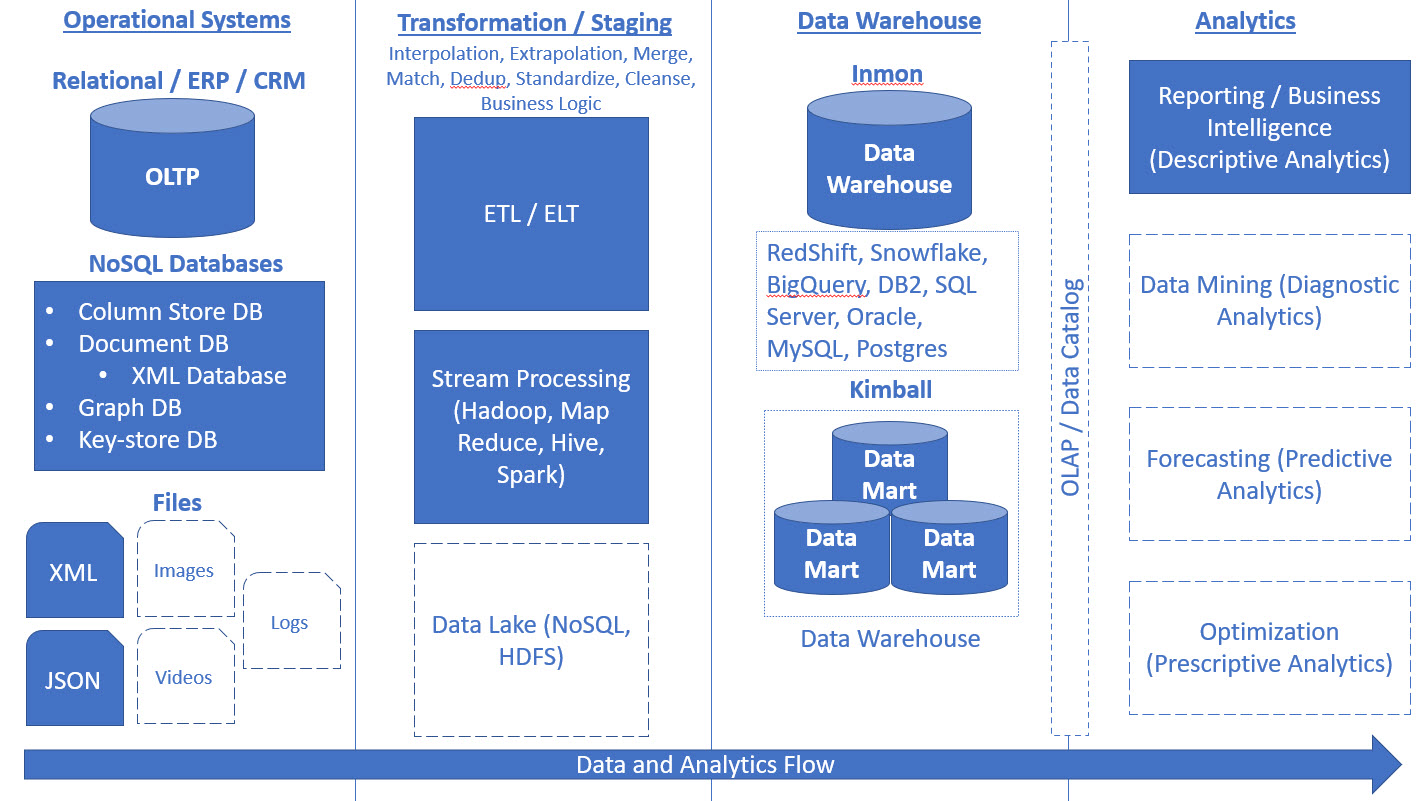 Operational Systems
Relational / ERP / CRM
OLTP
NoSQL Databases
• Column Store DB
• Document DB
• XML Database
• Graph DB
• Key-store DB
Files
XML
Images
Logs
JSON
Videos
Transformation / Staging
Interpolation, Extrapolation, Merge,
Match, Dedup, Standardize, Cleanse,
Business Logic
ETL / ELT
Stream Processing
(Hadoop, Map
Reduce, Hive,
Spark)
Data Lake (NoSQL,
HDFS)
Data Warehouse
Inmon
Data
Warehouse
RedShift, Snowflake,
BigQuery, DB2, SQL
Server, Oracle,
MySQL, Postgres
Kimball
Data
Mart
Data
Mart
Data
Mart
Data Warehouse
OLAP / Data Catalog
Analytics
Reporting / Business
Intelligence
(Descriptive Analytics)
Data Mining (Diagnostic
Analytics)
Forecasting (Predictive
Analytics)
Optimization
(Prescriptive Analytics)
Data and Analytics Flow